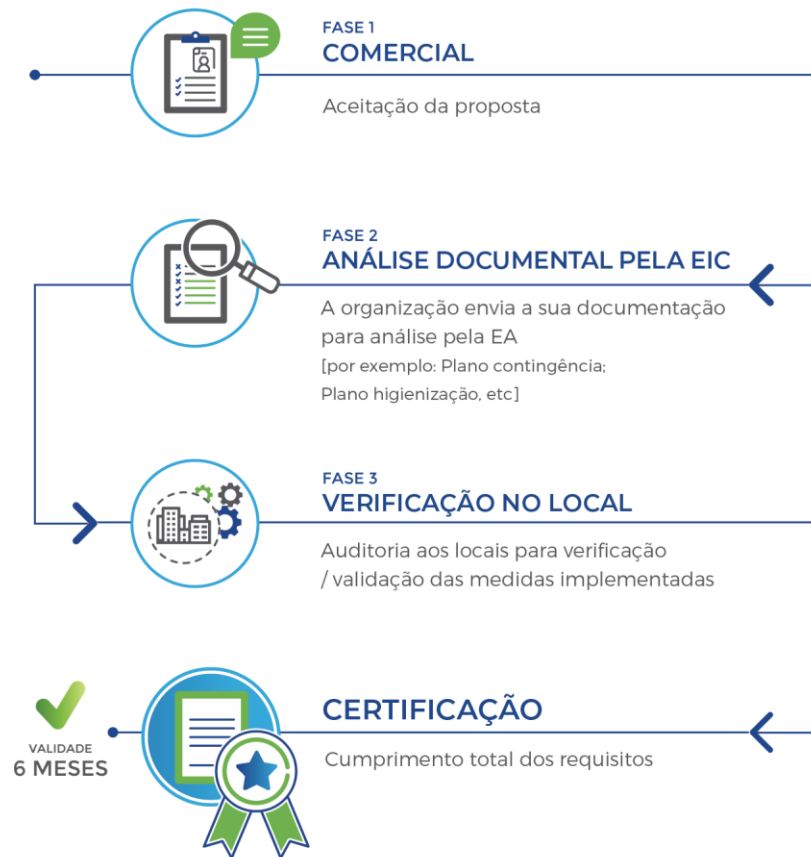 FASE 1
COMERCIAL
Aceitação da proposta
FASE 2
ANÁLISE DOCUMENTAL PELA EIC
A organização envia a sua documentação
para análise pela EA
[por exemplo: Plano contingência;
Plano higienização, etc]
FASE 3
VERIFICAÇÃO NO LOCAL
Auditoria aos locais para verificação
/ validação das medidas implementadas
VALIDADE
6 MESES
CERTIFICAÇÃO
Cumprimento total dos requisitos